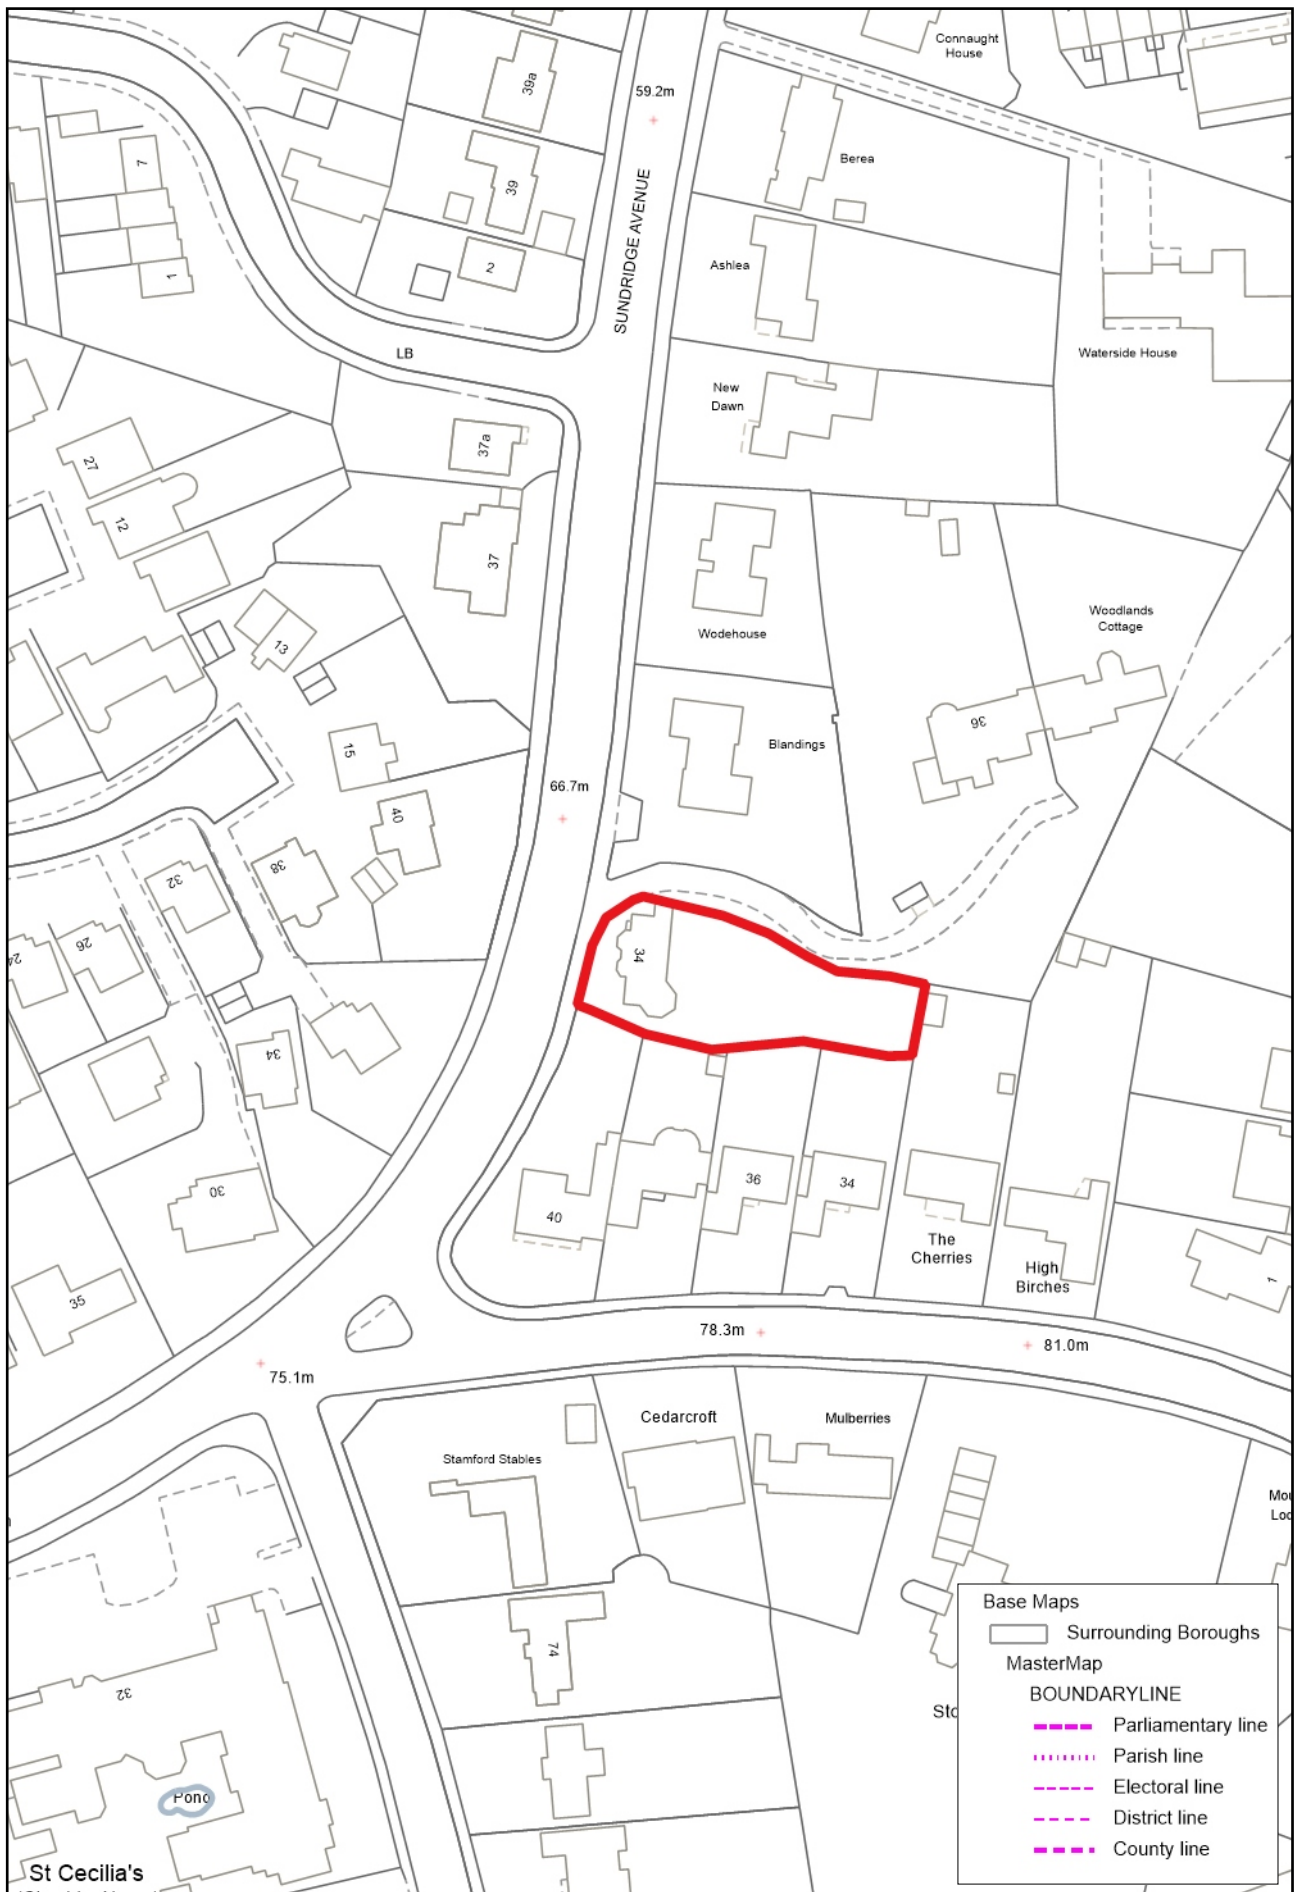 Connaught
House
39a
59.2m
7
Berea
39
SUNDRIDGE AVENUE
2
Ashlea
1
LB
Waterside House
New
Dawn
37a
27
12
37
Woodlands
Cottage
Wodehouse
13
36
15
Blandings
66.7m
40
38
32
26
24
34
34
36
34
30
40
The
Cherries
High
Birches
1
35
78.3m
81.0m
75.1m
Cedarcroft
Mulberries
Stamford Stables
74
32
Pond
St Cecilia's
Base Maps
Surrounding Boroughs
MasterMap
BOUNDARYLINE
Parliamentary line
Parish line
Electoral line
District line
County line